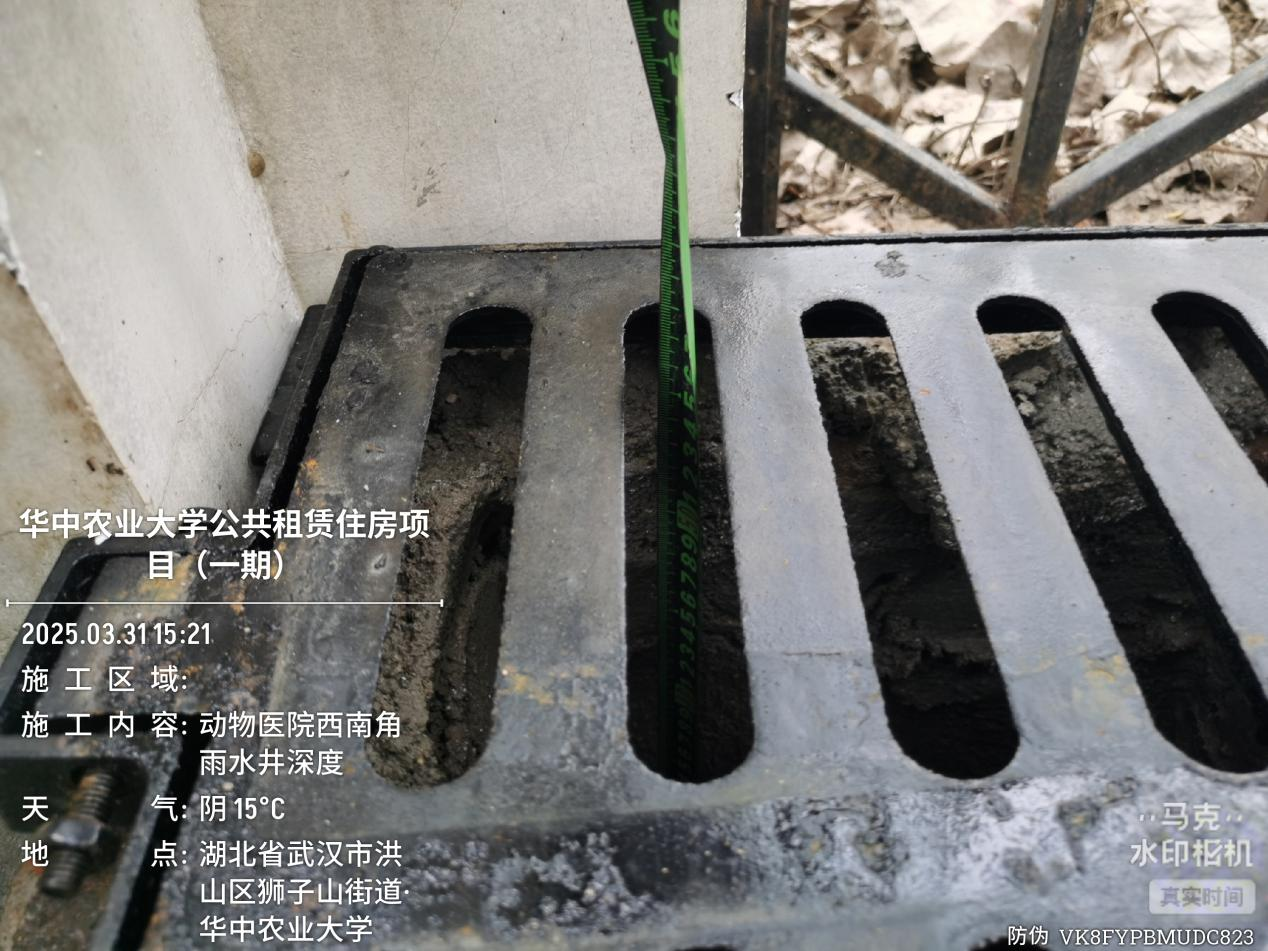 华中农业大学公共租赁住房项
目（一期）
2025.03.31 15:21
施工区域:
施工内容: 动物医院西南角
雨水井深度
天气: 阴 15°C
地点: 湖北省武汉市洪
山区狮子山街道·
华中农业大学
马克
水印相机
真实时间
防伪 VK8FYPBMUDC823